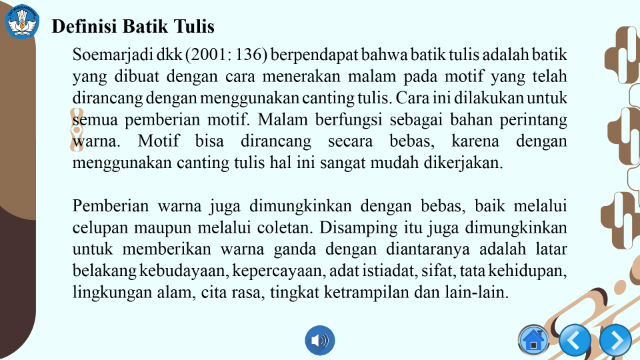 Definisi Batik Tulis
Soemarjadi dkk (2001: 136) berpendapat bahwa batik tulis adalah batik
yang dibuat dengan cara menerakan malam pada motif yang telah
dirancang dengan menggunakan canting tulis. Cara ini dilakukan untuk
semua pemberian motif. Malam berfungsi sebagai bahan perintang
warna. Motif bisa dirancang secara bebas, karena dengan
menggunakan canting tulis hal ini sangat mudah dikerjakan.
Pemberian warna juga dimungkinkan dengan bebas, baik melalui
celupan maupun melalui coletan. Disamping itu juga dimungkinkan
untuk memberikan warna ganda dengan diantaranya adalah latar
belakang kebudayaan, kepercayaan, adat istiadat, sifat, tata kehidupan,
lingkungan alam, cita rasa, tingkat ketrampilan dan lain-lain.